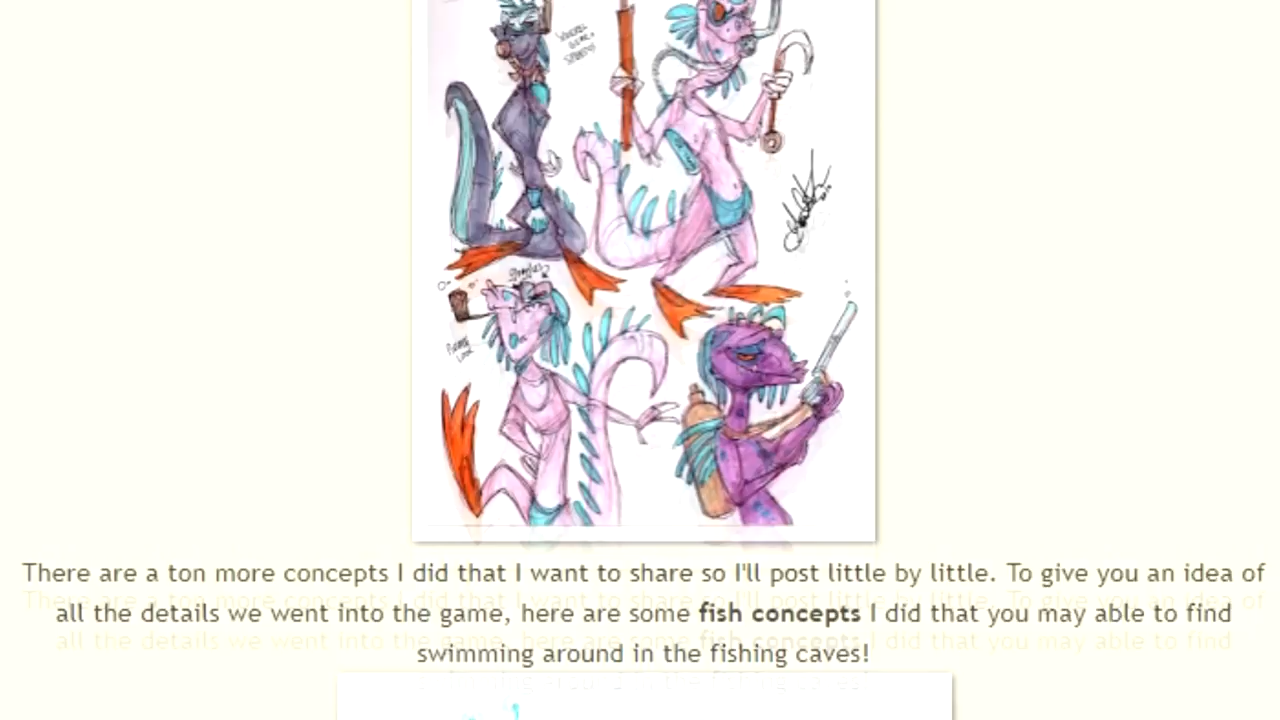 goggles?
There are a ton more concepts I did that I want to share so I'll post little by little. To give you an idea of
all the details we went into the game, here are some fish concepts I did that you may able to find
swimming around in the fishing caves!